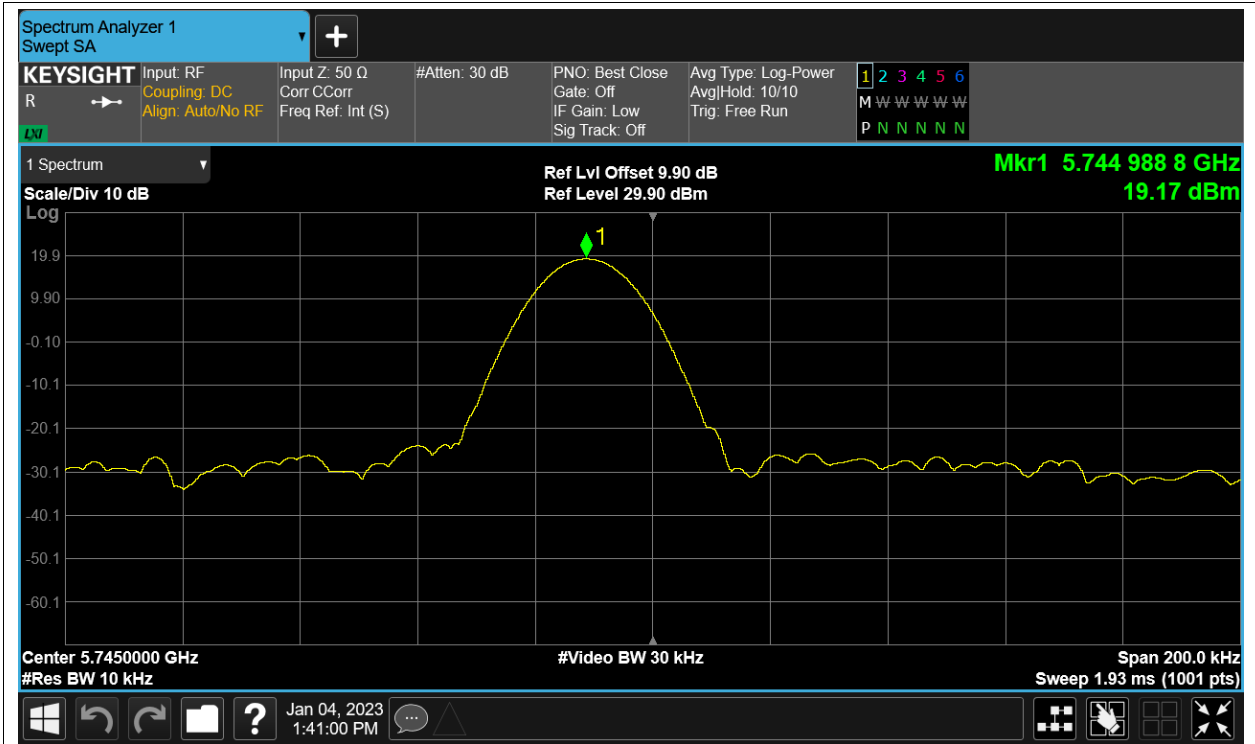 Spectrum Analyzer 1
Swept SA
+
KEYSIGHT
R
LXI
Input: RF
Coupling: DC
Align: Auto/No RF
Input Z: 50 Ω
Corr CCorr
Freq Ref: Int (S)
#Atten: 30 dB
PNO: Best Close
Gate: Off
IF Gain: Low
Sig Track: Off
Avg Type: Log-Power
Avg|Hold: 10/10
Trig: Free Run
1 2 3 4 5 6
M W W W W W W
P N N N N N N
1 Spectrum
Scale/Div 10 dB
Log
Ref Lvl Offset 9.90 dB
Ref Level 29.90 dBm
Mkr1 5.744 988 8 GHz
19.17 dBm
1
19.9
9.90
-0.10
-10.1
-20.1
-30.1
-40.1
-50.1
-60.1
Center 5.7450000 GHz
#Res BW 10 kHz
#Video BW 30 kHz
Span 200.0 kHz
Sweep 1.93 ms (1001 pts)
?
Jan 04, 2023
1:41:00 PM